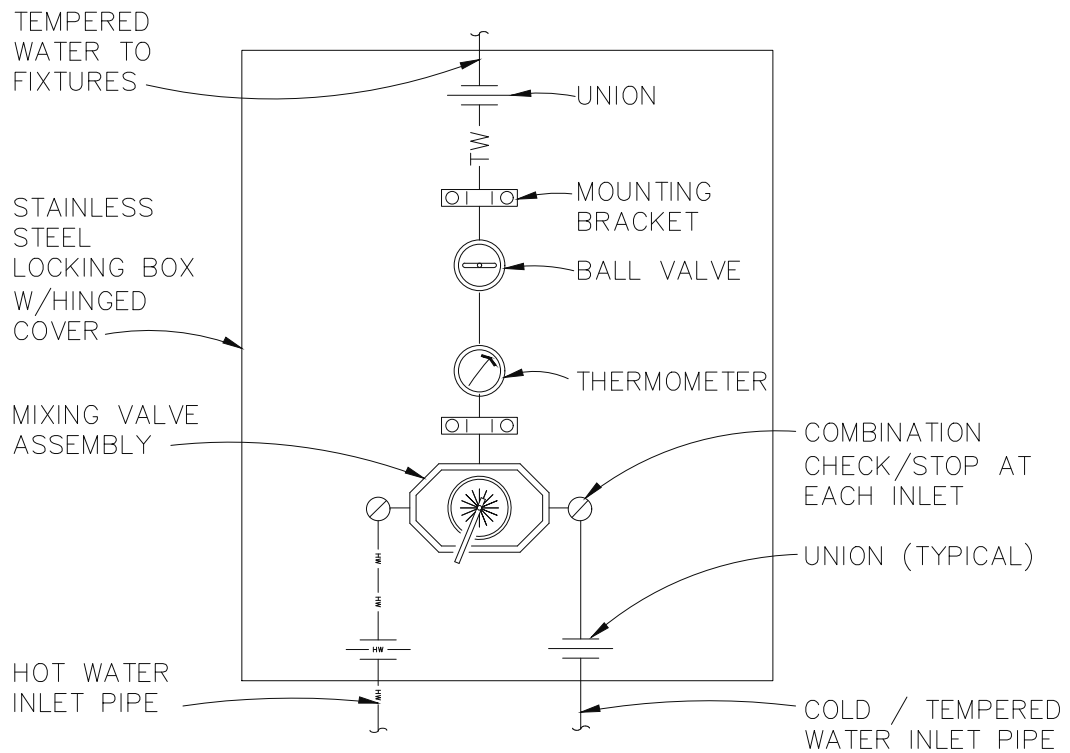 TEMPERED
WATER TO
FIXTURES
UNION
TW
MOUNTING
BRACKET
STAINLESS
STEEL
LOCKING BOX
W/HINGED
COVER
BALL VALVE
THERMOMETER
MIXING VALVE
ASSEMBLY
COMBINATION
CHECK/STOP AT
EACH INLET
HW
HW
UNION (TYPICAL)
HW
HOT WATER
INLET PIPE
HW
COLD / TEMPERED
WATER INLET PIPE